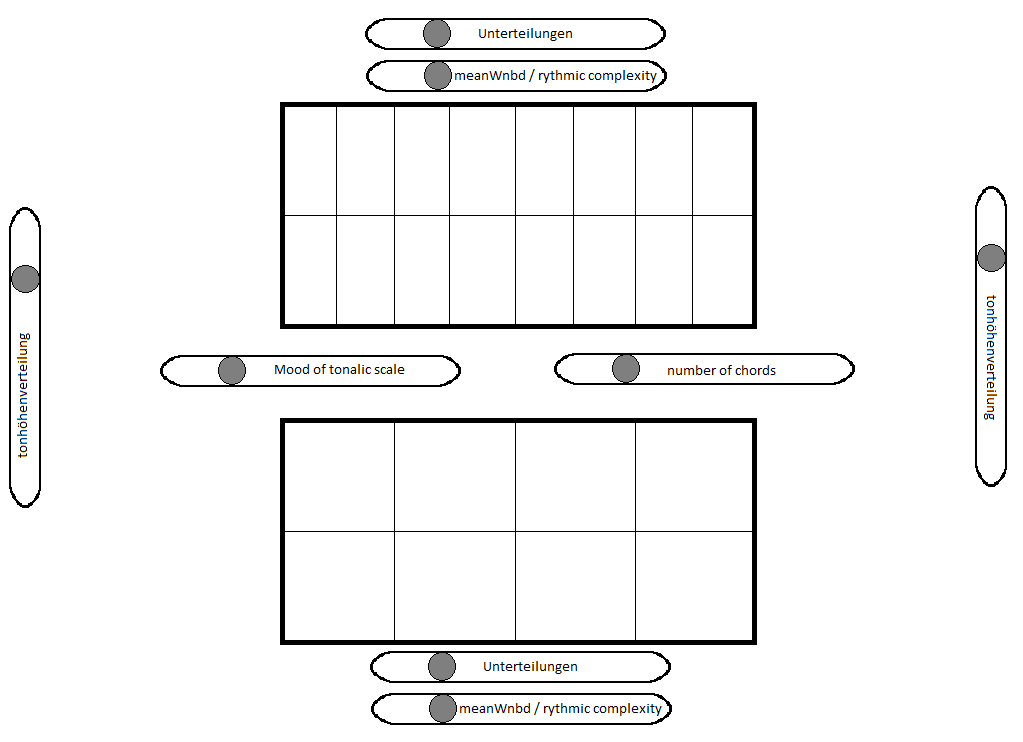 Unterteilungen
meanWnbd / rythmic complexity
tonhöhenverteilung
tonhöhenverteilung
Mood of tonalic scale
number of chords
Unterteilungen
meanWnbd / rythmic complexity